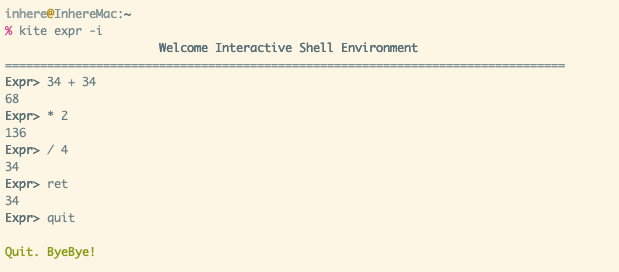 inhere@InhereMac:~
% kite expr -i
Welcome Interactive Shell Environment
================================================================================
Expr> 34 + 34
68
Expr> * 2
136
Expr> / 4
34
Expr> ret
34
Expr> quit
Quit. ByeBye!